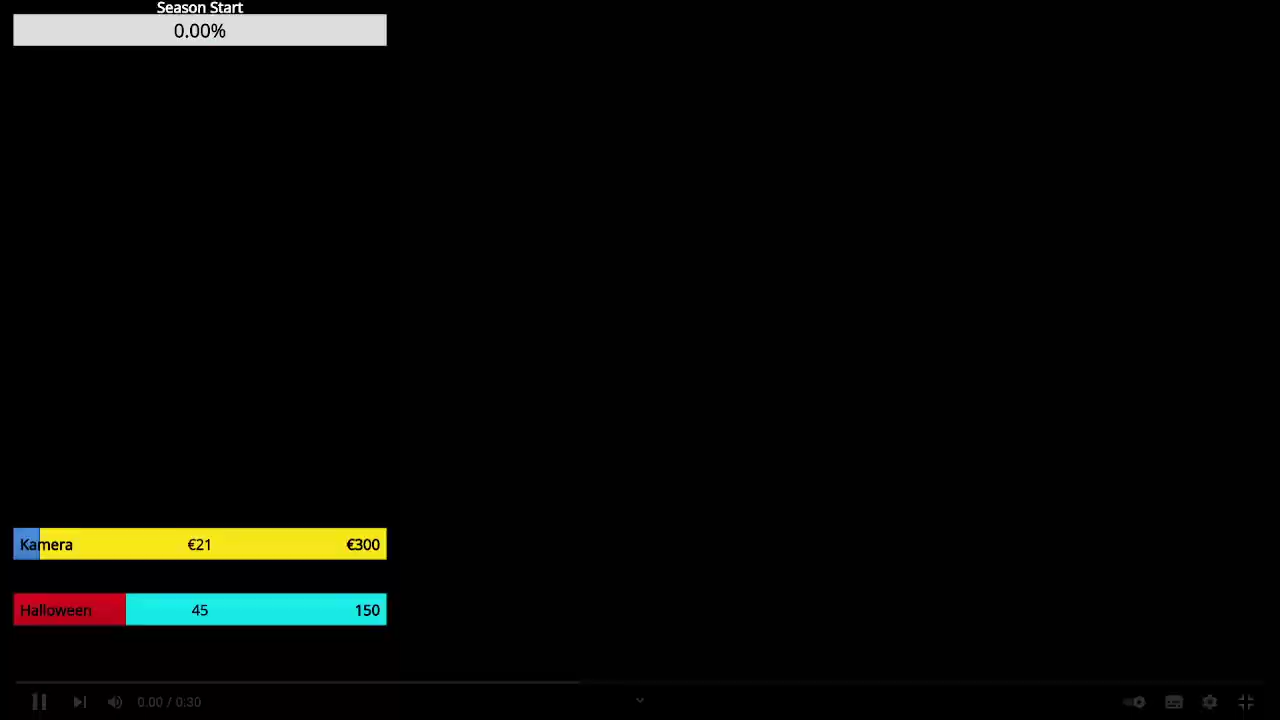 Season Start
0.00%
Kamera €21 €300
Halloween 45 150
0.00 / 0:30